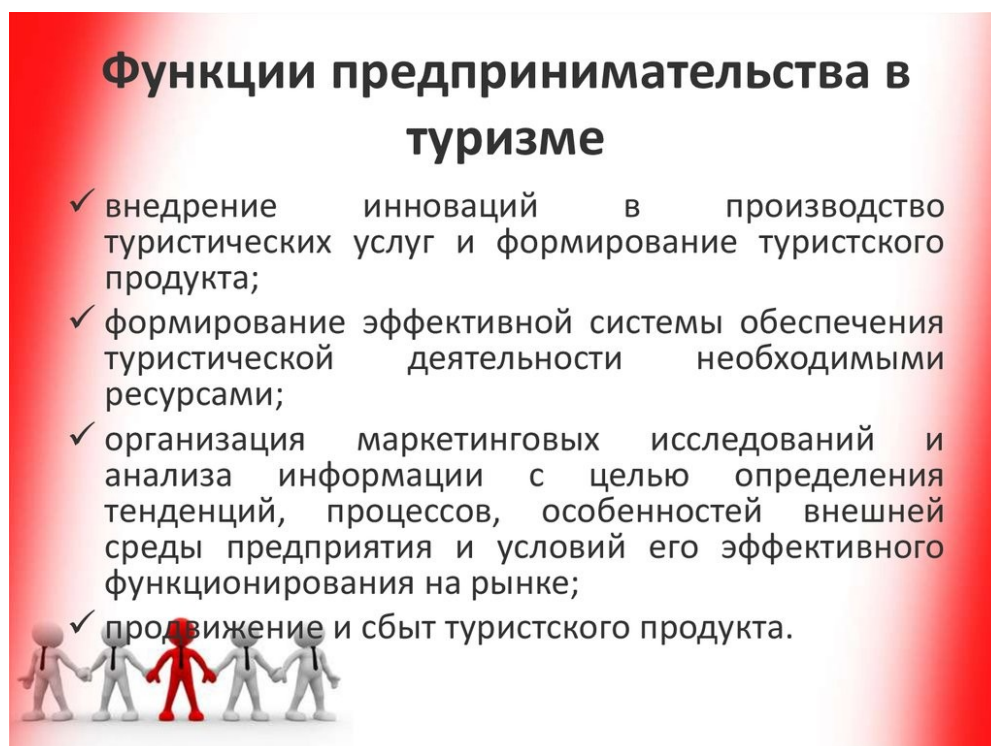 Функции предпринимательства в
туризме
✓ внедрение инноваций в производство
туристических услуг и формирование туристского
продукта;
✓ формирование эффективной системы обеспечения
туристической деятельности необходимыми
ресурсами;
✓ организация маркетинговых исследований и
анализа информации с целью определения
тенденций, процессов, особенностей внешней
среды предприятия и условий его эффективного
функционирования на рынке;
✓ продвижение и сбыт туристского продукта.